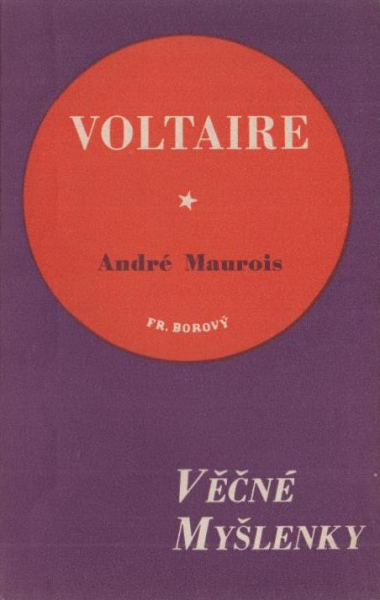 VOLTAIRE
André Maurois
FR. BOROVÝ
VĚČNÉ
MYŠLENKY